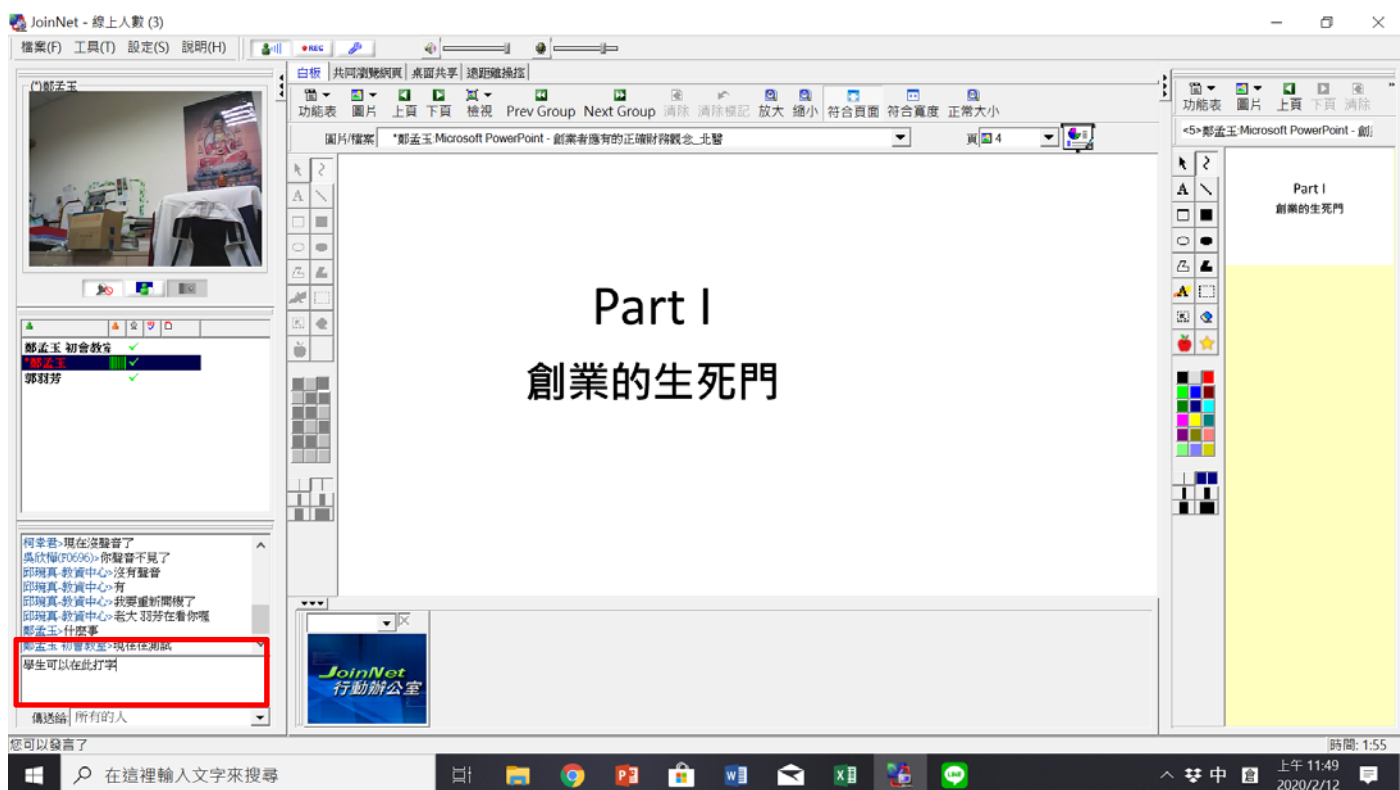 JoinNet - 線上人數 (3)
檔案(F) 工具(T) 設定(S) 說明(H)
REC
(*)鄭孟玉
白板 共同瀏覽網頁 桌面共享 遠距離操控
功能表 圖片 上頁 下頁 檢視 Prev Group Next Group 清除 清除標記 放大 縮小 符合頁面 符合寬度 正常大小
圖片/檔案 *鄭孟玉:Microsoft PowerPoint - 創業者應有的正確財務觀念_北醫 頁 4
功能表 圖片 上頁 下頁 清除
<5>鄭孟玉:Microsoft PowerPoint - 創
Part I
創業的生死門
Part I
創業的生死門
鄭孟玉 初會教室
*鄭孟玉
郭羽芳
柯幸君>現在沒聲音了
吳欣樺(F0696)>你聲音不見了
邱琬真-教資中心>沒有聲音
邱琬真-教資中心>有
邱琬真-教資中心>我要重新開機了
邱琬真-教資中心>老大 羽芳在看你喔
鄭孟玉>什麼事
鄭孟玉 初會教室>現在在測試
學生可以在此打字
傳送給 所有的人
JoinNet
行動辦公室
您可以發言了
時間: 1:55
在這裡輸入文字來搜尋
中
上午 11:49
2020/2/12